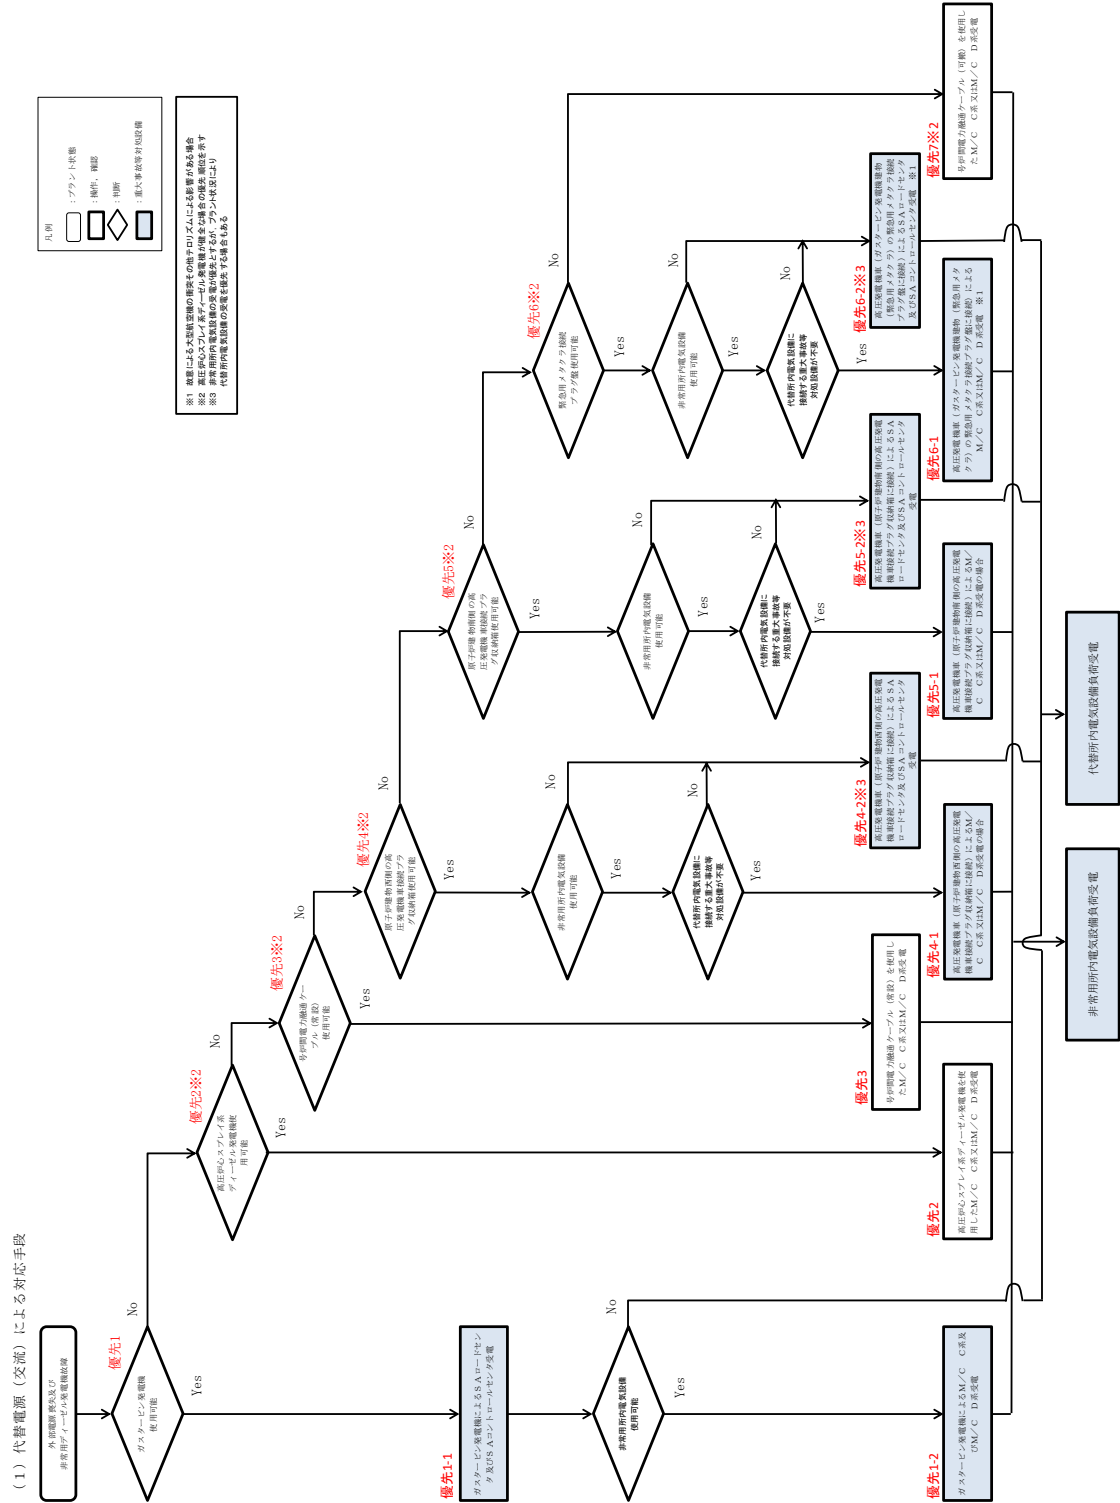 (1) 代替電源(交流)による対応手段
外部電源喪失及び
非常用ディーゼル発電機故障
優先1
ガスタービン発電機
使用可能
No
Yes
優先1-1
ガスタービン発電機によるSAロードセン
タ及びSAコントロールセンタ受電
非常用所内電気設備
使用可能
No
Yes
優先1-2
ガスタービン発電機によるM/C C系及
びM/C D系受電
優先2※2
高圧炉心スプレイ系
ディーゼル発電機使
用可能
No
Yes
優先2
高圧炉心スプレイ系ディーゼル発電機を使
用したM/C C系又はM/C D系受電
優先3※2
号炉間電力融通ケー
ブル(常設)
使用可能
No
Yes
優先3
号炉間電力融通ケーブル(常設)を使用し
たM/C C系又はM/C D系受電
優先4※2
原子炉建物西側の高
圧発電機車接続プラ
グ収納箱使用可能
No
Yes
非常用所内電気設備
使用可能
No
Yes
代替所内電気設備に
接続する重大事故等
対処設備が不要
No
Yes
優先4-2※3
高圧発電機車(原子炉建物西側の高圧発電
機車接続プラグ収納箱に接続)によるSA
ロードセンタ及びSAコントロールセンタ
受電
優先4-1
高圧発電機車(原子炉建物西側の高圧発電
機車接続プラグ収納箱に接続)によるM/
C C系又はM/C D系受電の場合
優先5※2
原子炉建物南側の高
圧発電機車接続プラ
グ収納箱使用可能
No
Yes
非常用所内電気設備
使用可能
No
Yes
代替所内電気設備に
接続する重大事故等
対処設備が不要
No
Yes
優先5-2※3
高圧発電機車(原子炉建物南側の高圧発電
機車接続プラグ収納箱に接続)によるSA
ロードセンタ及びSAコントロールセンタ
受電
優先5-1
高圧発電機車(原子炉建物南側の高圧発電
機車接続プラグ収納箱に接続)によるM/
C C系又はM/C D系受電の場合
優先6※2
緊急用メタクラ接続
プラグ盤使用可能
No
Yes
非常用所内電気設備
使用可能
No
Yes
代替所内電気設備に
接続する重大事故等
対処設備が不要
No
Yes
優先6-2※3
高圧発電機車(ガスタービン発電機建物
(緊急用メタクラ)の緊急用メタクラ接続
プラグ盤に接続)によるSAロードセンタ
及びSAコントロールセンタ受電 ※1
優先6-1
高圧発電機車(ガスタービン発電機建物(緊急用メタ
クラ)の緊急用メタクラ接続プラグ盤に接続)による
M/C C系又はM/C D系受電 ※1
優先7※2
号炉間電力融通ケーブル(可搬)を使用し
たM/C C系又はM/C D系受電
非常用所内電気設備負荷受電
代替所内電気設備負荷受電
凡例
:プラント状態
:操作,確認
:判断
:重大事故等対処設備
※1 故意による大型航空機の衝突その他テロリズムによる影響がある場合
※2 高圧炉心スプレイ系ディーゼル発電機が健全な場合の優先順位を示す
※3 非常用所内電気設備の受電が優先とするが,プラント状況により
代替所内電気設備の受電を優先する場合もある